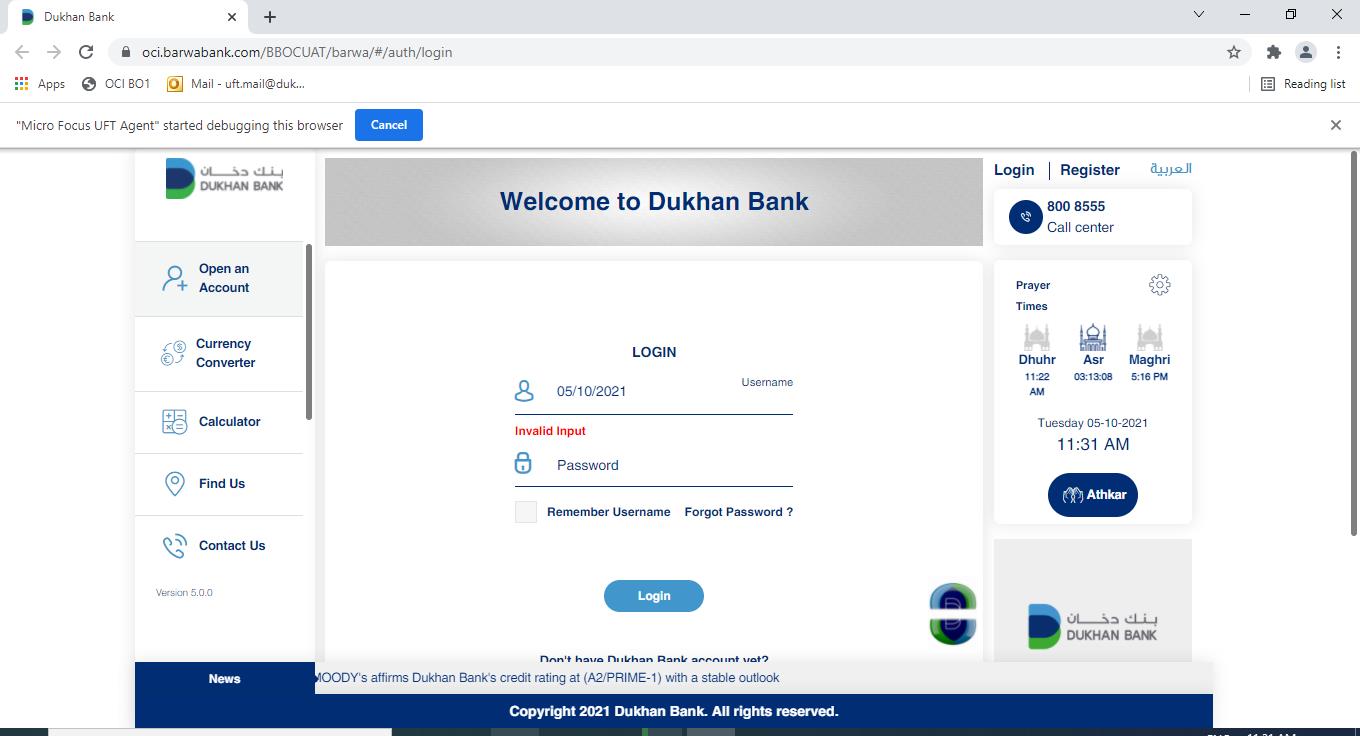 Dukhan Bank
oci.barwabank.com/BBOCUAT/barwa/#/auth/login
Apps
OCI BO1
Mail - uft.mail@duk...
Reading list
"Micro Focus UFT Agent" started debugging this browser
Cancel
بنك دخان
DUKHAN BANK
Welcome to Dukhan Bank
Login
Register
العربية
800 8555
Call center
Open an
Account
Currency
Converter
Calculator
Find Us
Contact Us
Version 5.0.0
LOGIN
Username
05/10/2021
Invalid Input
Password
Remember Username
Forgot Password ?
Login
Don't have Dukhan Bank account yet?
Prayer
Times
Dhuhr
Asr
Maghri
11:22
AM
03:13:08
5:16 PM
Tuesday 05-10-2021
11:31 AM
Athkar
بنك دخان
DUKHAN BANK
News
MOODY's affirms Dukhan Bank's credit rating at (A2/PRIME-1) with a stable outlook
Copyright 2021 Dukhan Bank. All rights reserved.